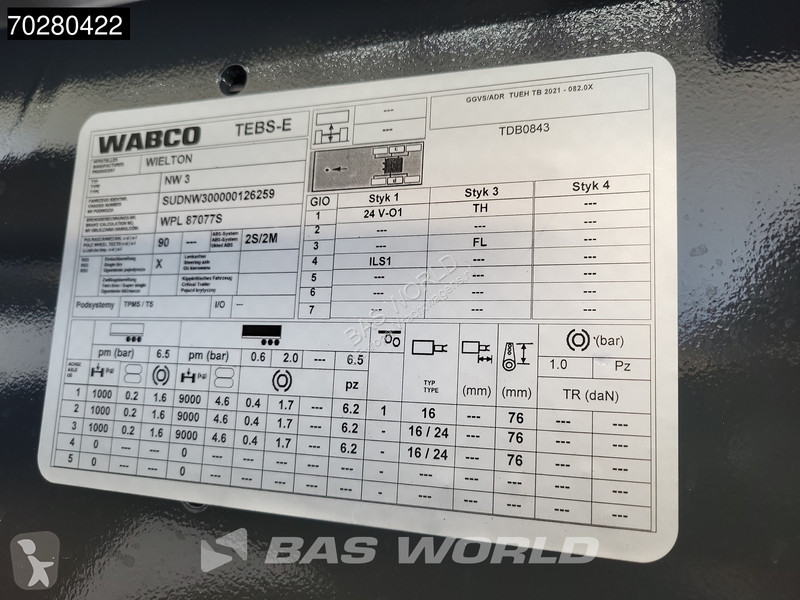 70280422
WABCO TEBS-E
GGVS/ADR TUEH TB 2021 - 082.0X
TDB0843
WIELTON
NW 3
SUDNW300000126259
WPL 87077S
90 --- 2S/2M
X
Podsystemy TPM5 / T5 I/O ---
---
---
GIO Styk 1 Styk 3 Styk 4
1 24 V-O1 TH ---
2 --- --- ---
3 --- FL ---
4 ILS1 --- ---
5 --- --- ---
6 --- --- ---
7 --- --- ---
pm (bar) 6.5 pm (bar) 0.6 2.0 --- 6.5
(bar)
1.0 Pz
pz TYP TYPE (mm) (mm) TR (daN)
1 1000 0.2 1.6 9000 4.6 0.4 1.7 --- 6.2 1 16 --- 76 --- ---
2 1000 0.2 1.6 9000 4.6 0.4 1.7 --- 6.2 - 16 / 24 --- 76 --- ---
3 1000 0.2 1.6 9000 4.6 0.4 1.7 --- 6.2 - 16 / 24 --- 76 --- ---
4 0 --- --- 0 --- --- --- --- --- - --- --- --- --- ---
5 0 --- --- 0 --- --- --- --- --- - --- --- --- --- ---
BAS WORLD
BAS WORLD